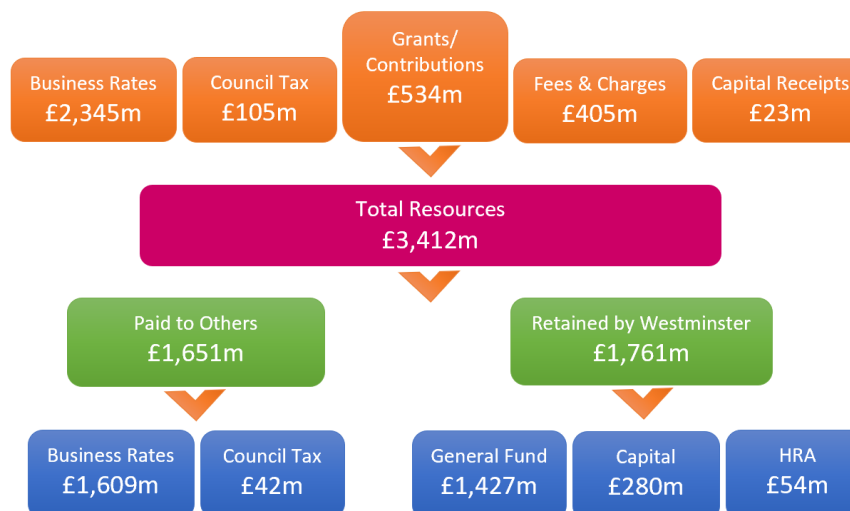 Grants/
Contributions
£534m
Business Rates
£2,345m
Council Tax
£105m
Fees & Charges
£405m
Capital Receipts
£23m
Total Resources
£3,412m
Paid to Others
£1,651m
Retained by Westminster
£1,761m
Business Rates
£1,609m
Council Tax
£42m
General Fund
£1,427m
Capital
£280m
HRA
£54m